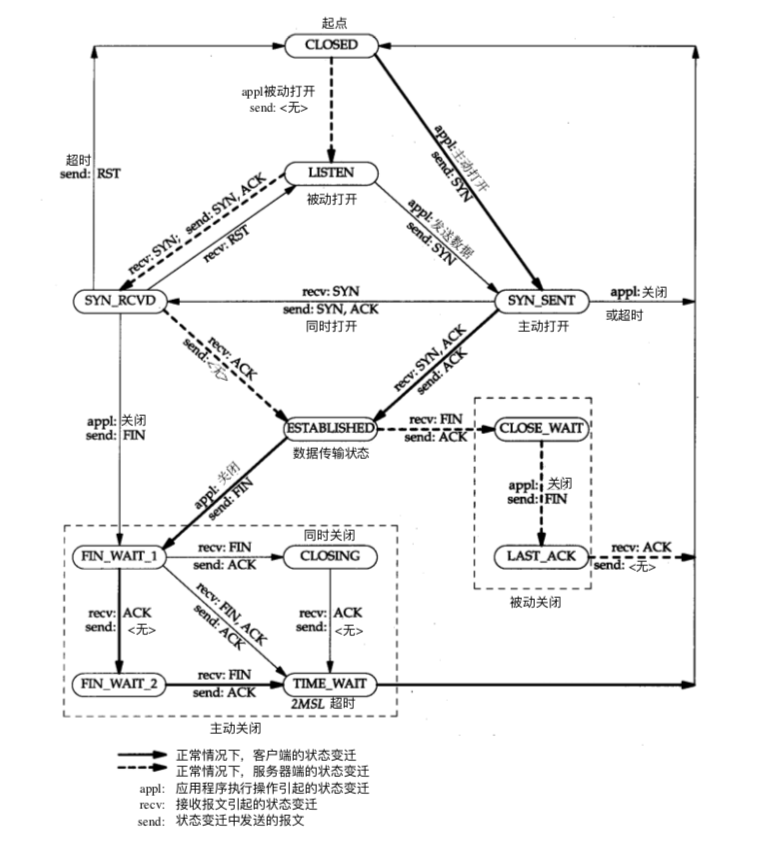 起点
CLOSED
appl被动打开
send: <无>
appl: 主动打开
send: SYN
超时
send: RST
LISTEN
被动打开
recv: SYN; send: SYN, ACK
recv: RST
appl: 发送数据
send: SYN
SYN_RCVD
recv: SYN
send: SYN, ACK
同时打开
SYN_SENT
主动打开
appl: 关闭
或超时
recv: ACK
send: <无>
recv: SYN, ACK
send: ACK
appl: 关闭
send: FIN
ESTABLISHED
数据传输状态
recv: FIN
send: ACK
CLOSE_WAIT
appl: 关闭
send: FIN
appl: 关闭
send: FIN
LAST_ACK
recv: ACK
send: <无>
被动关闭
FIN_WAIT_1
recv: FIN
send: ACK
同时关闭
CLOSING
recv: ACK
send: <无>
recv: FIN, ACK
send: ACK
recv: ACK
send: <无>
FIN_WAIT_2
recv: FIN
send: ACK
TIME_WAIT
2MSL 超时
主动关闭
正常情况下，客户端的状态变迁
正常情况下，服务器端的状态变迁
appl: 应用程序执行操作引起的状态变迁
recv: 接收报文引起的状态变迁
send: 状态变迁中发送的报文